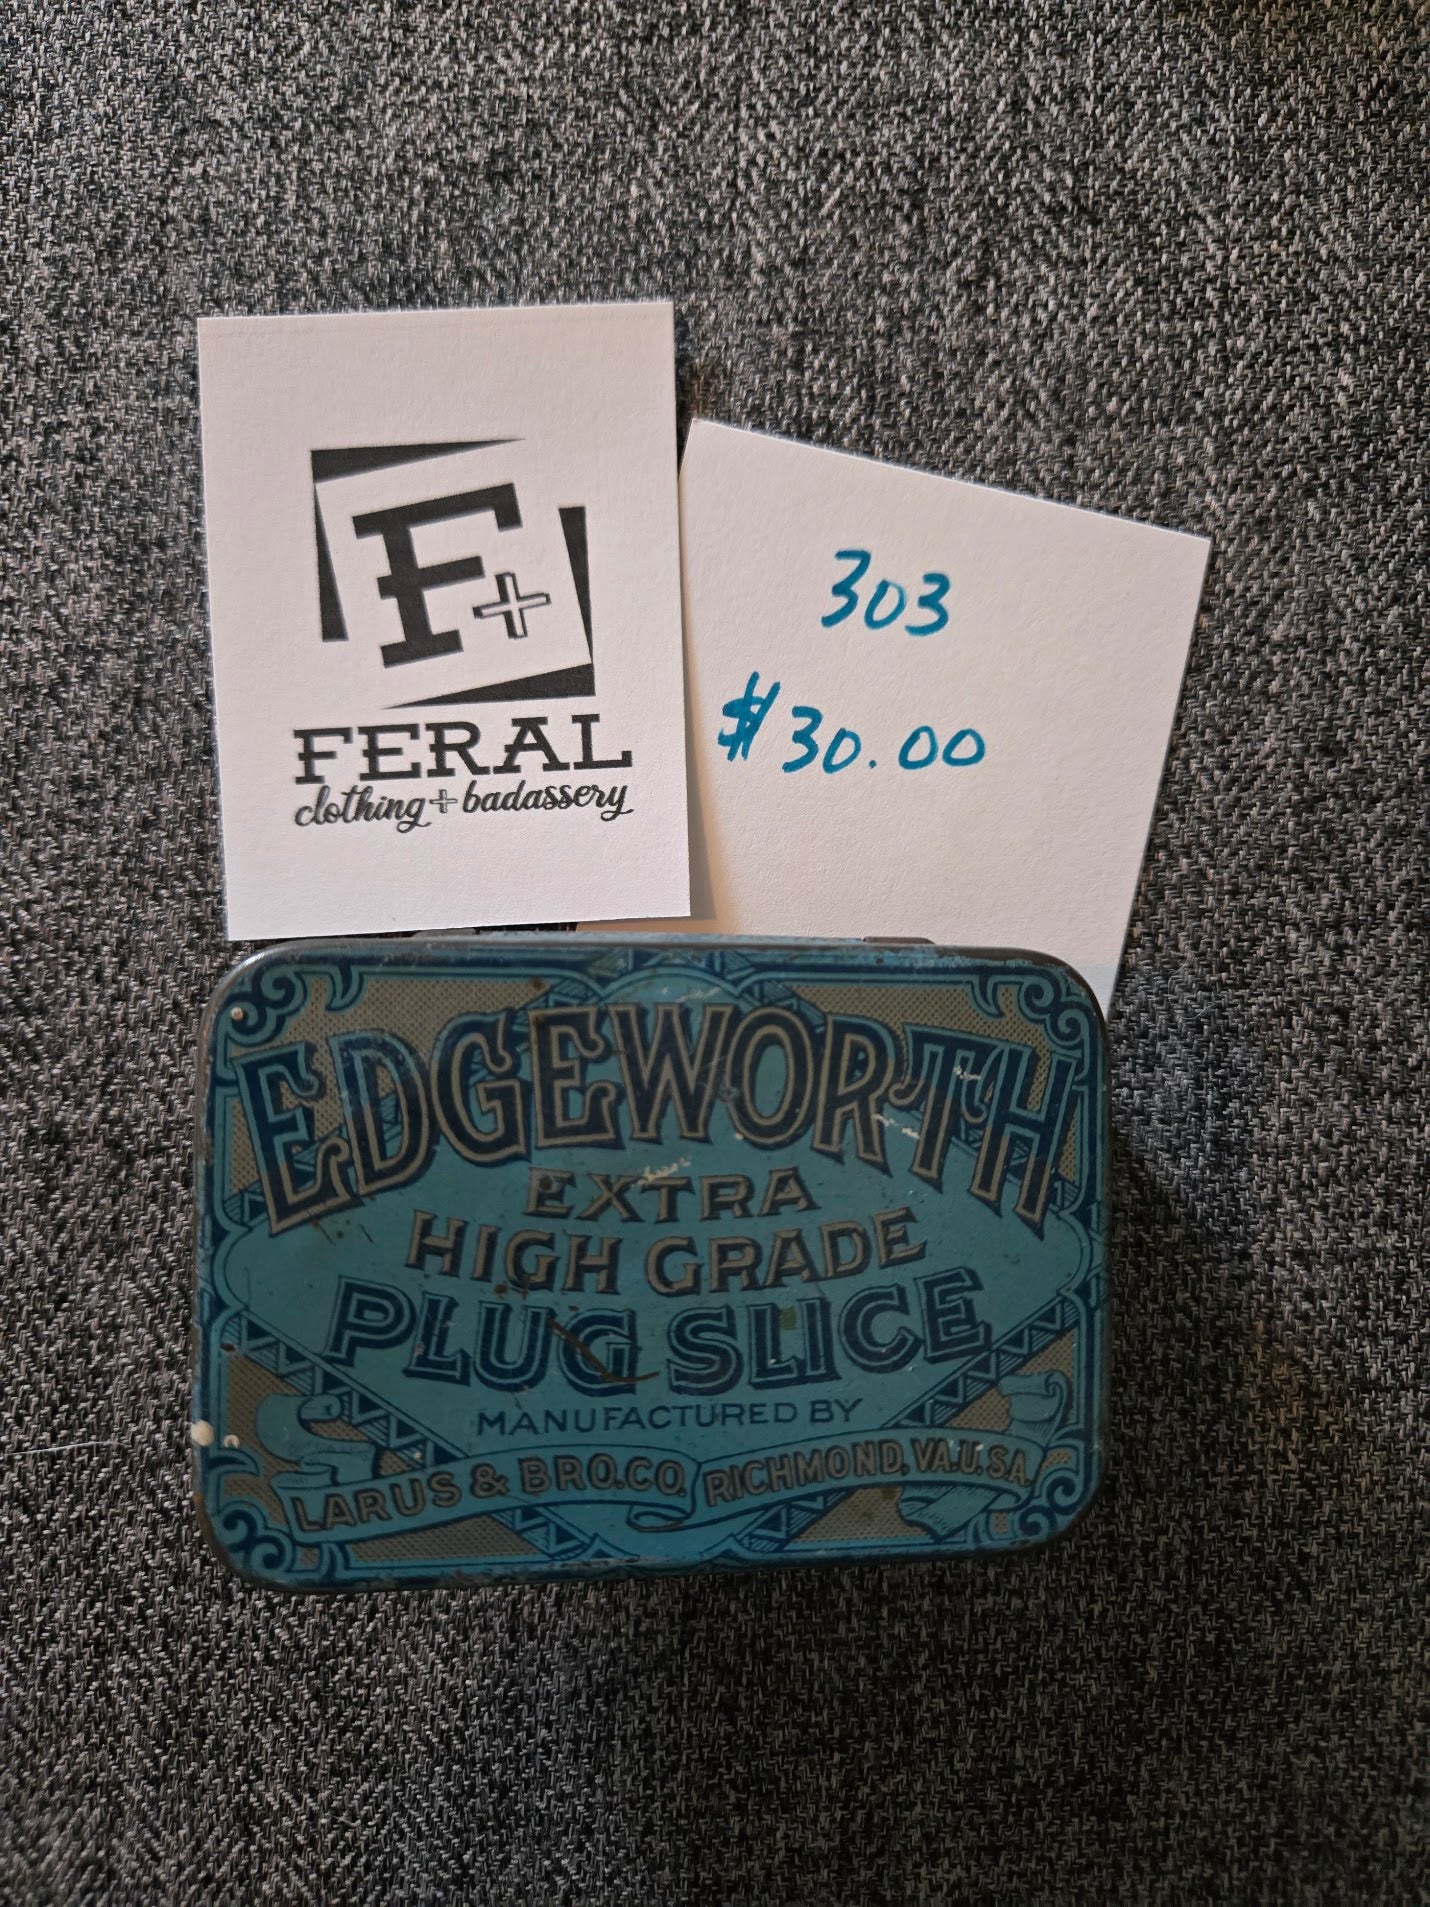 F+
FERAL
clothing + badassery
303
$30.00
EDGEWORTH
EXTRA
HIGH GRADE
PLUG SLICE
MANUFACTURED BY
LARUS & BRO.CO. RICHMOND, VA.U.S.A.